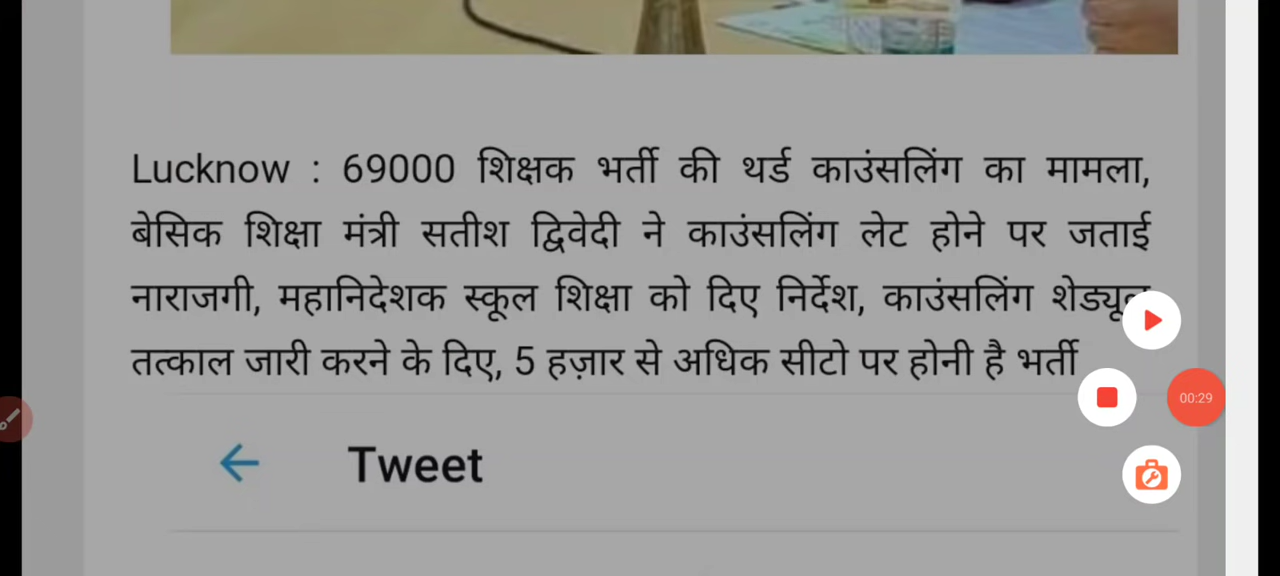 Lucknow : 69000 शिक्षक भर्ती की थर्ड काउंसलिंग का मामला,
बेसिक शिक्षा मंत्री सतीश द्विवेदी ने काउंसलिंग लेट होने पर जताई
नाराजगी, महानिदेशक स्कूल शिक्षा को दिए निर्देश, काउंसलिंग
तत्काल जारी करने के दिए, 5 हज़ार से अधिक सीटो पर होनी है भर्ती
00:29
Tweet